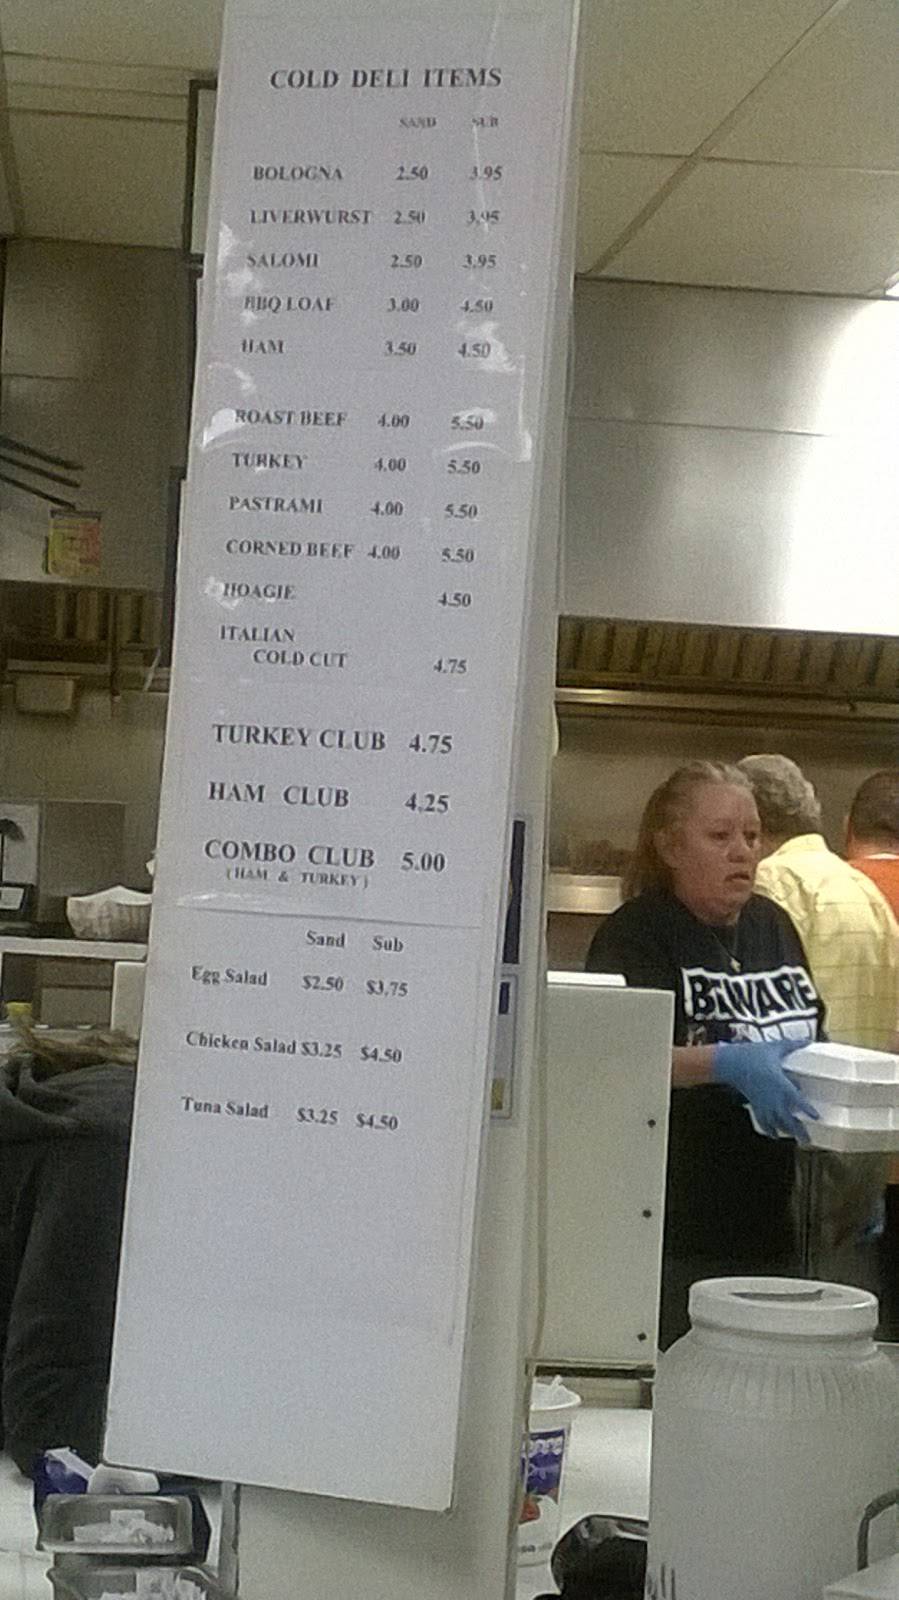 COLD DELI ITEMS
SAND SUB
BOLOGNA 2.50 3.95
LIVERWURST 2.50 3.95
SALOMI 2.50 3.95
BBQ LOAF 3.00 4.50
HAM 3.50 4.50
ROAST BEEF 4.00 5.50
TURKEY 4.00 5.50
PASTRAMI 4.00 5.50
CORNED BEEF 4.00 5.50
HOAGIE 4.50
ITALIAN
COLD CUT 4.75
TURKEY CLUB 4.75
HAM CLUB 4.25
COMBO CLUB 5.00
(HAM & TURKEY)
Sand Sub
Egg Salad $2.50 $3.75
Chicken Salad $3.25 $4.50
Tuna Salad $3.25 $4.50
BEWARE